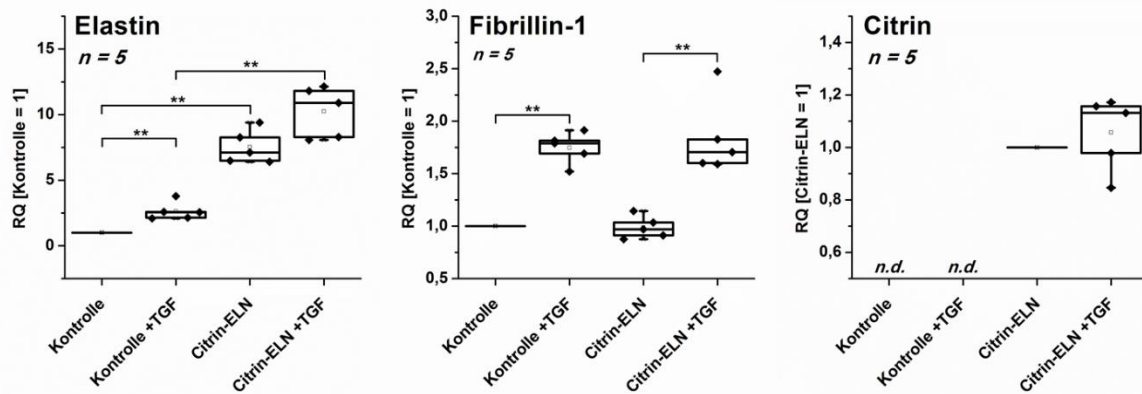 Elastin
n = 5
**
**
**
RQ [Kontrolle = 1]
15
10
5
0
Kontrolle
Kontrolle +TGF
Citrin-ELN
Citrin-ELN +TGF
Fibrillin-1
n = 5
**
**
RQ [Kontrolle = 1]
3,0
2,5
2,0
1,5
1,0
0,5
Kontrolle
Kontrolle +TGF
Citrin-ELN
Citrin-ELN +TGF
Citrin
n = 5
RQ [Citrin-ELN = 1]
1,4
1,2
1,0
0,8
0,6
n.d.
n.d.
Kontrolle
Kontrolle +TGF
Citrin-ELN
Citrin-ELN +TGF